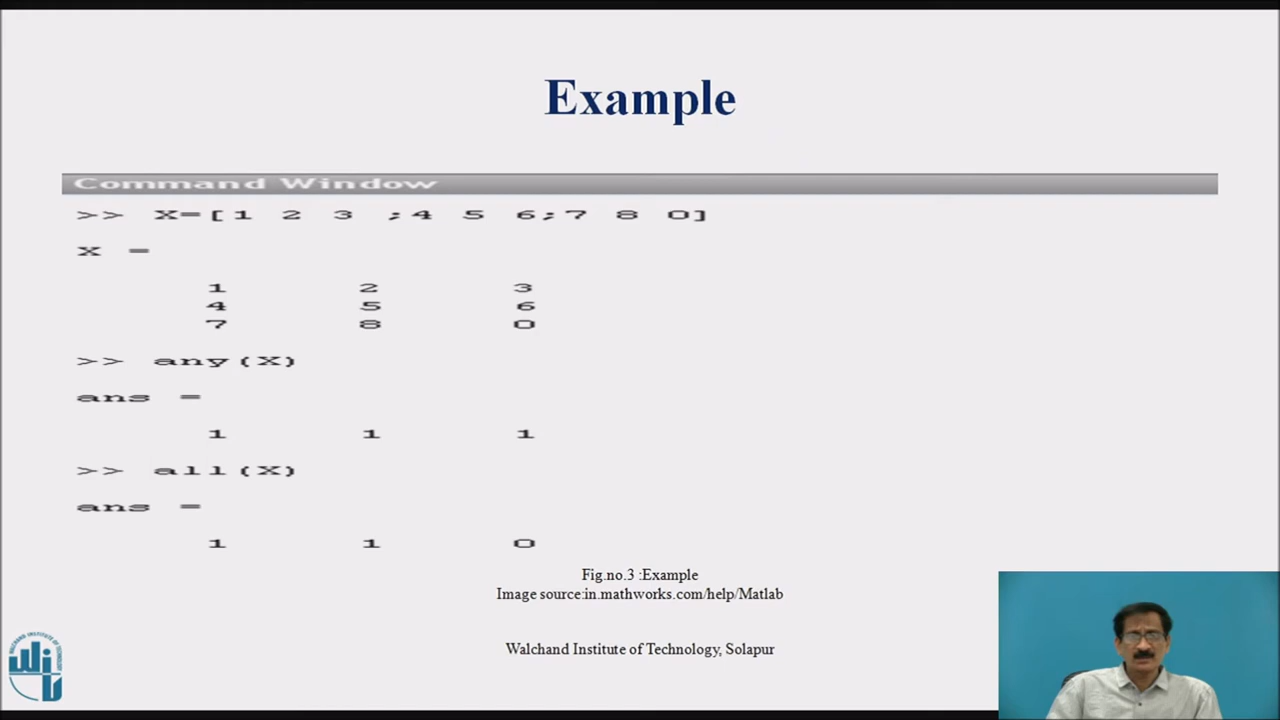 Example
Command Window
>> X=[1 2 3 ;4 5 6;7 8 0]
X =
1 2 3
4 5 6
7 8 0
>> any(X)
ans =
1 1 1
>> all(X)
ans =
1 1 0
Fig.no.3 :Example
Image source:in.mathworks.com/help/Matlab
Walchand Institute of Technology, Solapur